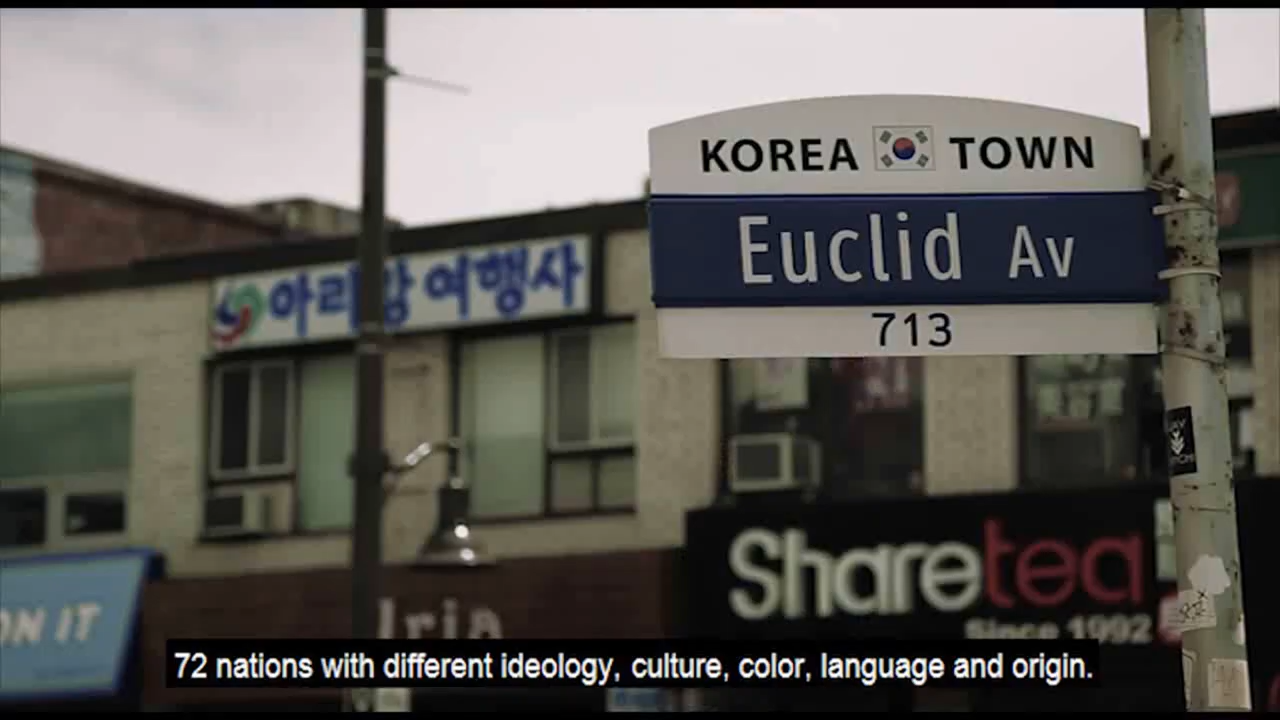 KOREA TOWN
Euclid Av
713
아리랑 여행사
Sharetea
Since 1992
Iria
ON IT
72 nations with different ideology, culture, color, language and origin.